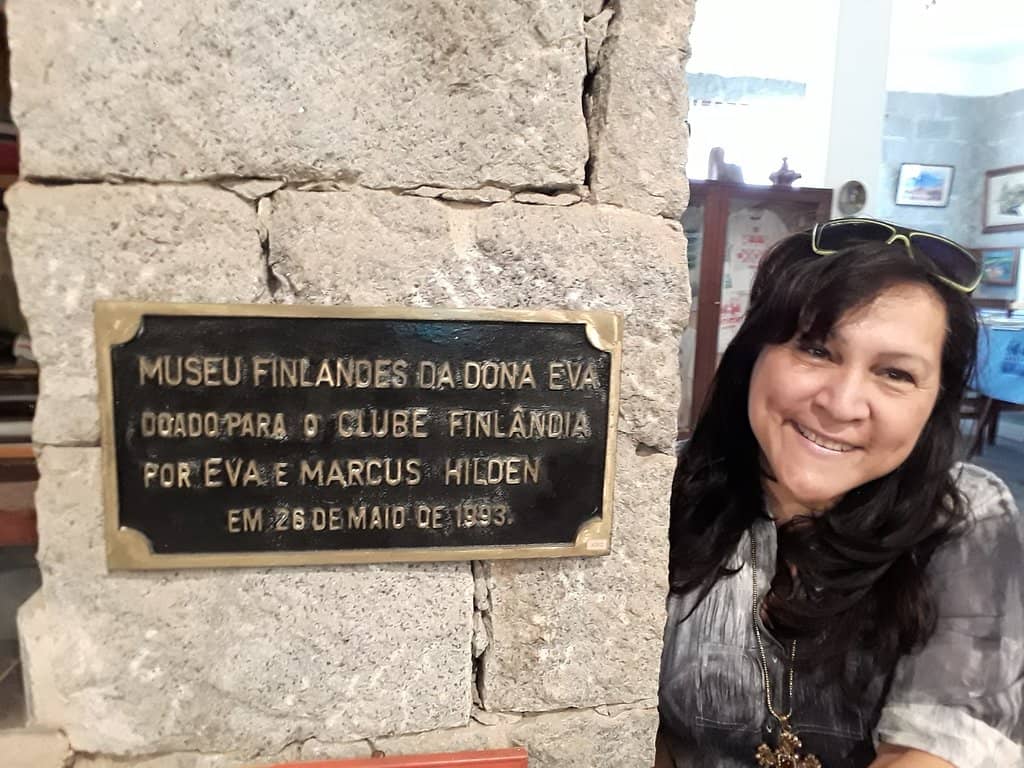 MUSEU FINLANDES DA DONA EVA
DOADO PARA O CLUBE FINLÂNDIA
POR EVA E MARCUS HILDEN
EM 26 DE MAIO DE 1993.